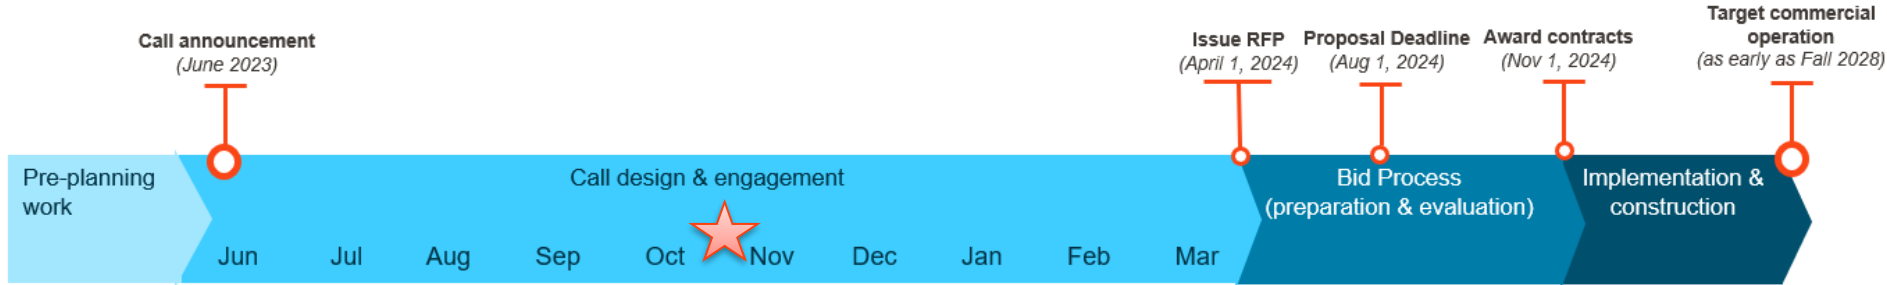 Call announcement
(June 2023)
Issue RFP
(April 1, 2024)
Proposal Deadline
(Aug 1, 2024)
Award contracts
(Nov 1, 2024)
Target commercial
operation
(as early as Fall 2028)
Pre-planning
work
Call design & engagement
Jun Jul Aug Sep Oct Nov Dec Jan Feb Mar
Bid Process
(preparation & evaluation)
Implementation &
construction